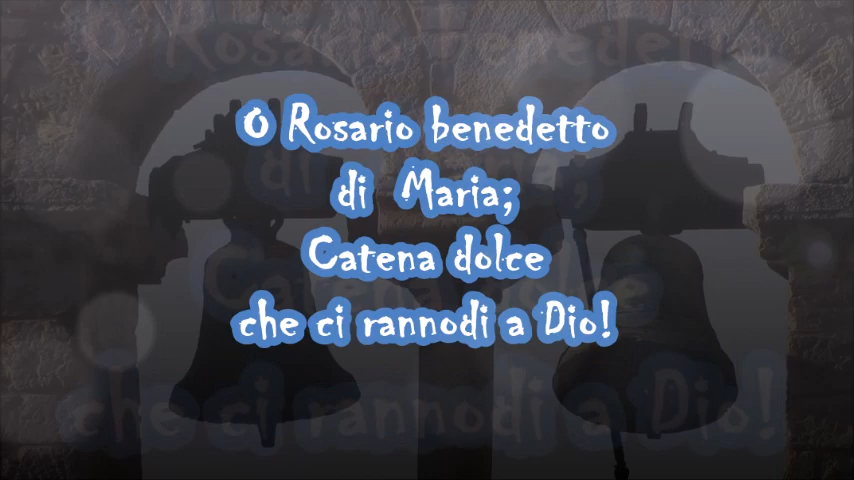 O Rosario benedetto
di Maria;
Catena dolce
che ci rannodi a Dio!